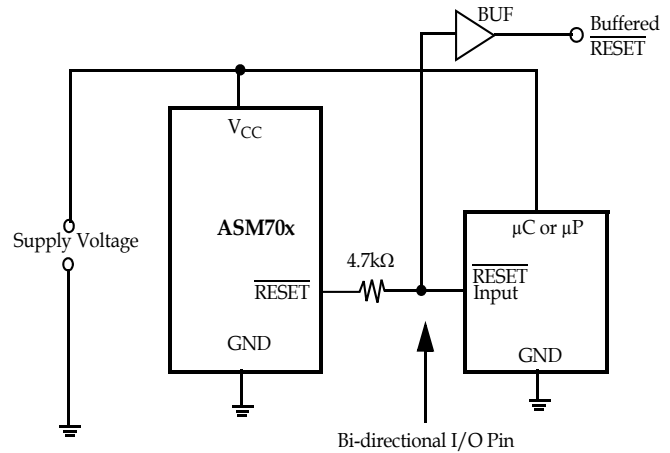 BUF
Buffered
RESET
VCC
ASM70x
µC or µP
Supply Voltage
4.7kΩ
RESET
RESET
Input
GND
GND
Bi-directional I/O Pin